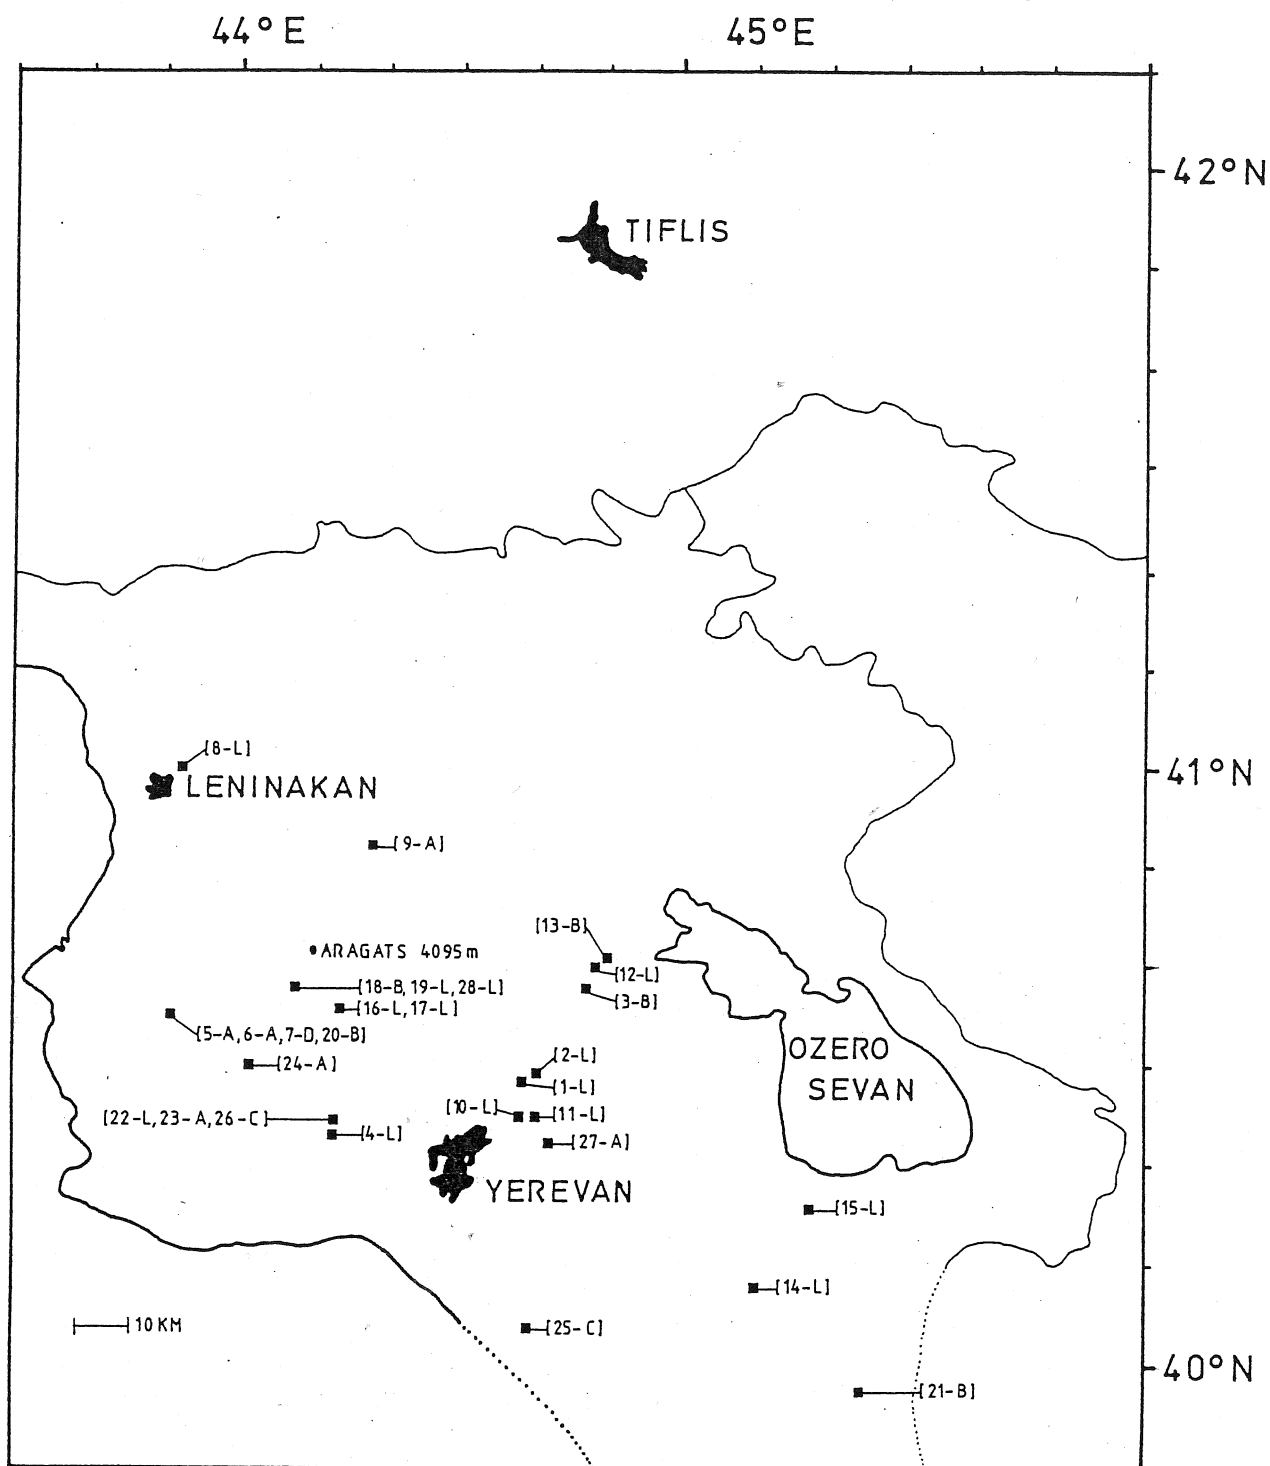 44°E
45°E
42°N
TIFLIS
41°N
[8-L]
LENINAKAN
[9-A]
[13-B]
ARAGATS 4095m
[12-L]
[18-B, 19-L, 28-L]
[3-B]
[16-L, 17-L]
[5-A, 6-A, 7-D, 20-B]
OZERO
SEVAN
[24-A]
[2-L]
[1-L]
[10-L]
[11-L]
[22-L, 23-A, 26-C]
[4-L]
[27-A]
YEREVAN
[15-L]
[14-L]
10 KM
[25-C]
40°N
[21-B]